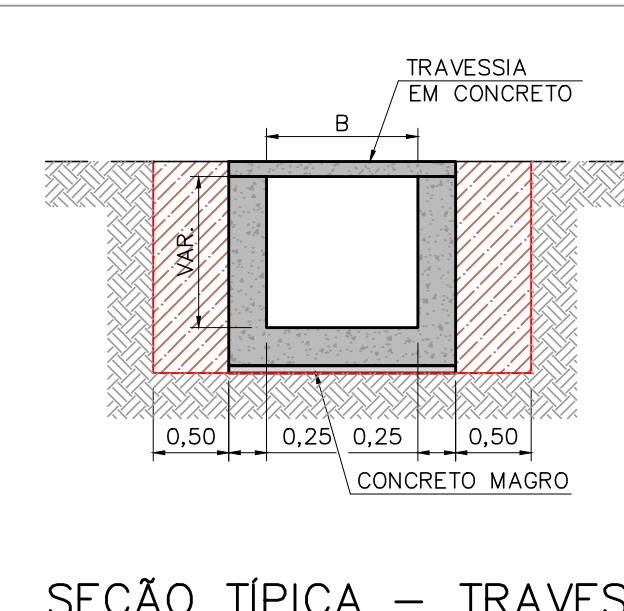 TRAVESSIA
EM CONCRETO
B
VAR.
0,50 0,25 0,25 0,50
CONCRETO MAGRO
SEÇÃO TÍPICA – TRAVES